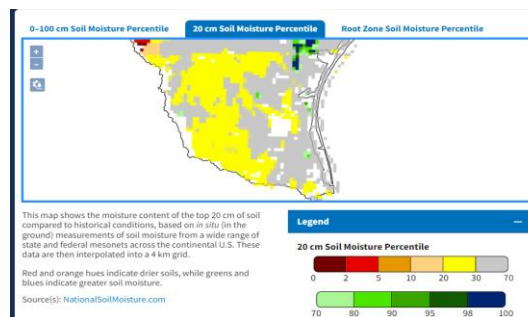 0–100 cm Soil Moisture Percentile 20 cm Soil Moisture Percentile Root Zone Soil Moisture Percentile
+
−
This map shows the moisture content of the top 20 cm of soil
compared to historical conditions, based on in situ (in the
ground) measurements of soil moisture from a wide range of
state and federal mesonets across the continental U.S. These
data are then interpolated into a 4 km grid.
Red and orange hues indicate drier soils, while greens and
blues indicate greater soil moisture.
Source(s): NationalSoilMoisture.com
Legend −
20 cm Soil Moisture Percentile
0 2 5 10 20 30 70
70 80 90 95 98 100